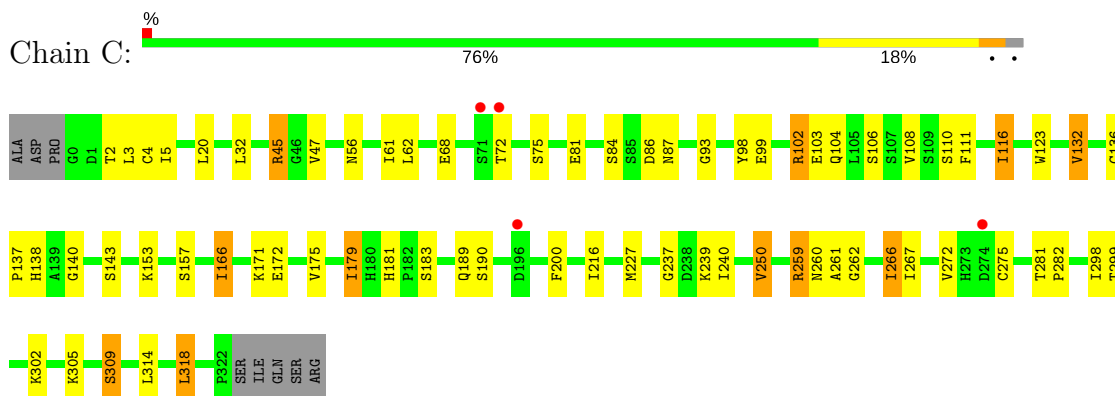 %
Chain C:
76% 18% • •
ALA ASP PRO G0 D1 T2 L3 C4 I5 L20 L32 R45 G46 V47 N56 I61 L62 E68 S71 T72 S75 E81 S84 S85 D86 N87 G93 Y98 E99 R102 E103 Q104 L105 S106 S107 V108 S109 S110 F111 I116 W123 V132
P137 H138 A139 G140 S143 K153 S157 I166 K171 E172 V175 I179 H180 H181 P182 S183 Q189 S190 D196 F200 I216 M227 G237 D238 K239 I240 V250 R259 N260 A261 G262 I266 I267 V272 H273 D274 C275 T281 P282 I298
K302 K305 S309 L314 L318 P322 SER ILE GLN SER ARG